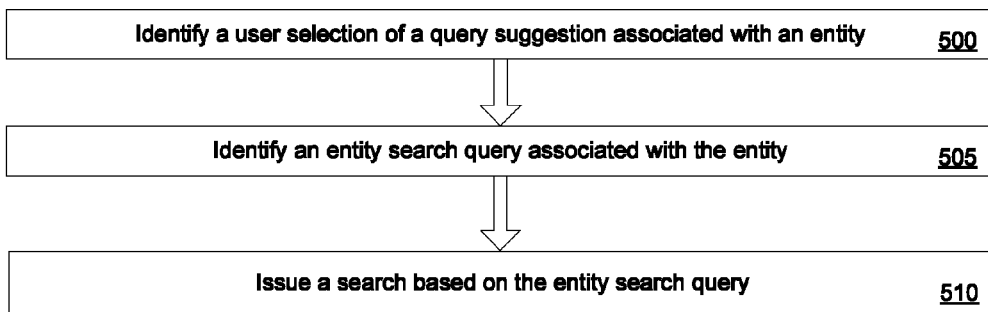 Identify a user selection of a query suggestion associated with an entity 500
Identify an entity search query associated with the entity 505
Issue a search based on the entity search query 510